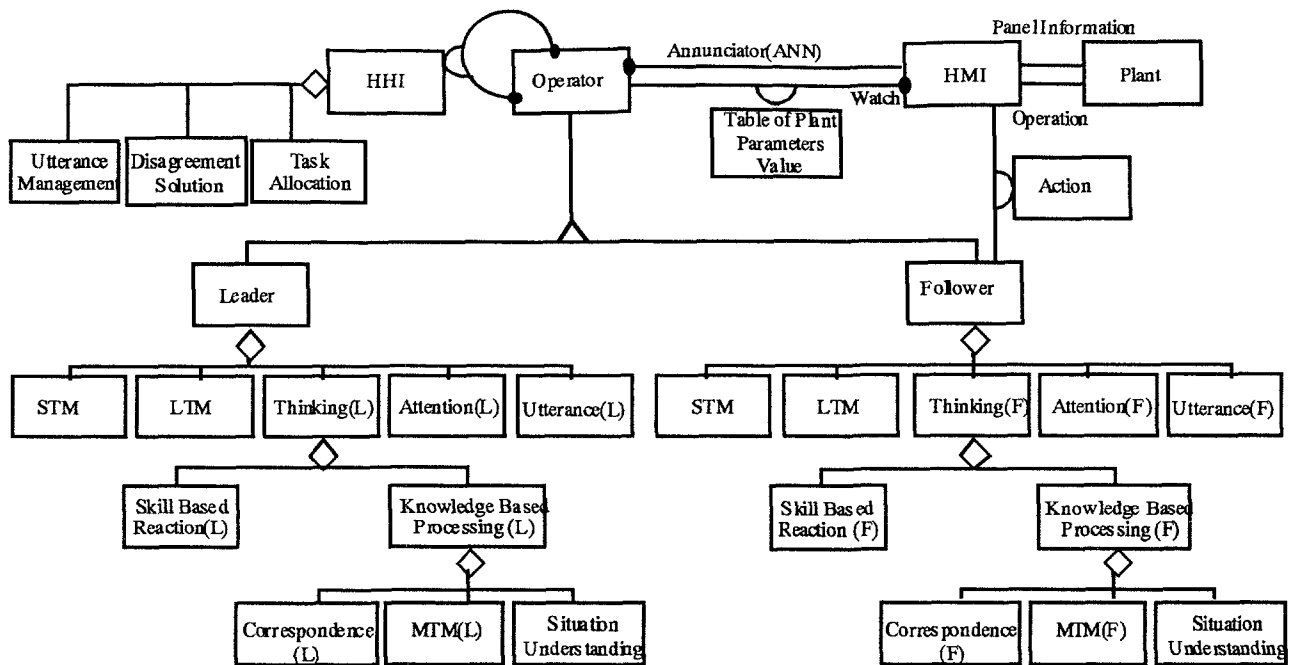 Panel Information
Annunciator(ANN)
HHI
Operator
HMI
Plant
Watch
Operation
Table of Plant
Parameters
Value
Utterance
Management
Disagreement
Solution
Task
Allocation
Action
Leader
Follower
STM
LTM
Thinking(L)
Attention(L)
Utterance(L)
STM
LTM
Thinking(F)
Attention(F)
Utterance(F)
Skill Based
Reaction(L)
Knowledge Based
Processing (L)
Skill Based
Reaction (F)
Knowledge Based
Processing (F)
Correspondence
(L)
MTM(L)
Situation
Understanding
Correspondence
(F)
MTM(F)
Situation
Understanding